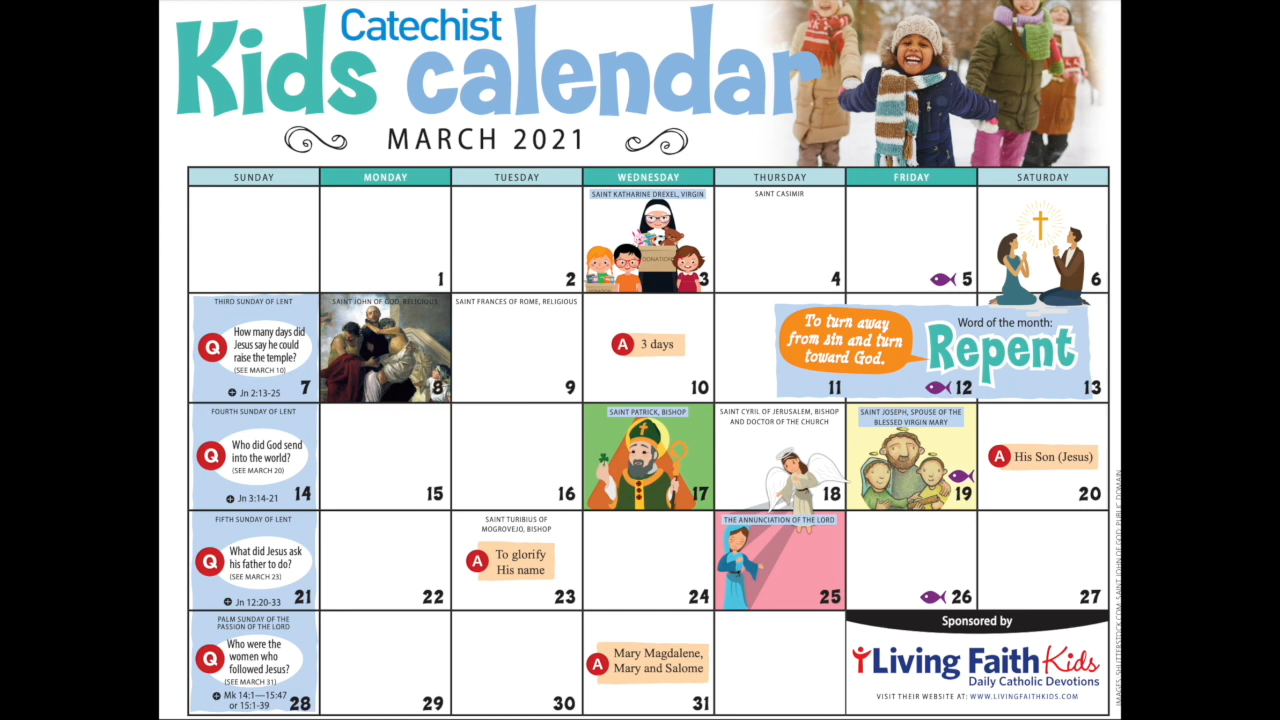 Catechist
Kids calendar
MARCH 2021
SUNDAY MONDAY TUESDAY WEDNESDAY THURSDAY FRIDAY SATURDAY
SAINT KATHARINE DREXEL, VIRGIN
DONATION
DONATION
SAINT CASIMIR
1 2 3 4 5 6
THIRD SUNDAY OF LENT
Q
How many days did
Jesus say he could
raise the temple?
(SEE MARCH 10)
Jn 2:13-25
7
SAINT JOHN OF GOD, RELIGIOUS
8
SAINT FRANCES OF ROME, RELIGIOUS
9
A 3 days
10
To turn away
from sin and turn
toward God.
Word of the month:
Repent
11 12 13
FOURTH SUNDAY OF LENT
Q
Who did God send
into the world?
(SEE MARCH 20)
Jn 3:14-21
14
15
16
SAINT PATRICK, BISHOP
17
SAINT CYRIL OF JERUSALEM, BISHOP
AND DOCTOR OF THE CHURCH
18
SAINT JOSEPH, SPOUSE OF THE
BLESSED VIRGIN MARY
19
A His Son (Jesus)
20
FIFTH SUNDAY OF LENT
Q
What did Jesus ask
his father to do?
(SEE MARCH 23)
Jn 12:20-33
21
22
SAINT TURIBIUS OF
MOGROVEJO, BISHOP
A
To glorify
His name
23
24
THE ANNUNCIATION OF THE LORD
25
26
27
PALM SUNDAY OF THE
PASSION OF THE LORD
Q
Who were the
women who
followed Jesus?
(SEE MARCH 31)
Mk 14:1—15:47
or 15:1-39
28
29
30
A
Mary Magdalene,
Mary and Salome
31
Sponsored by
Living Faith Kids
Daily Catholic Devotions
VISIT THEIR WEBSITE AT: WWW.LIVINGFAITHKIDS.COM
IMAGES: SHUTTERSTOCK.COM; SAINT JOHN OF GOD: PUBLIC DOMAIN